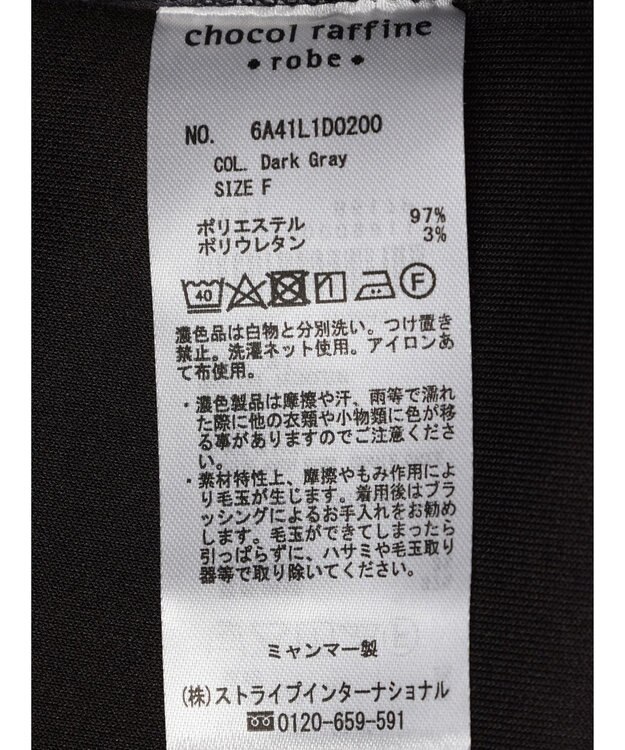 chocol raffine
・robe・
NO. 6A41L1D0200
COL. Dark Gray
SIZE F
ポリエステル 97%
ポリウレタン 3%
40 F
濃色品は白物と分別洗い。つけ置き
禁止。洗濯ネット使用。アイロンあ
て布使用。
・濃色製品は摩擦や汗、雨等で濡れ
た際に他の衣類や小物類に色が移
る事がありますのでご注意くださ
い。
・素材特性上、摩擦やもみ作用によ
り毛玉が生じます。着用後はブラ
ッシングによるお手入れをお勧め
します。毛玉ができてしまったら
引っぱらずに、ハサミや毛玉取り
器等で取り除いてください。
ミャンマー製
(株)ストライプインターナショナル
0120-659-591